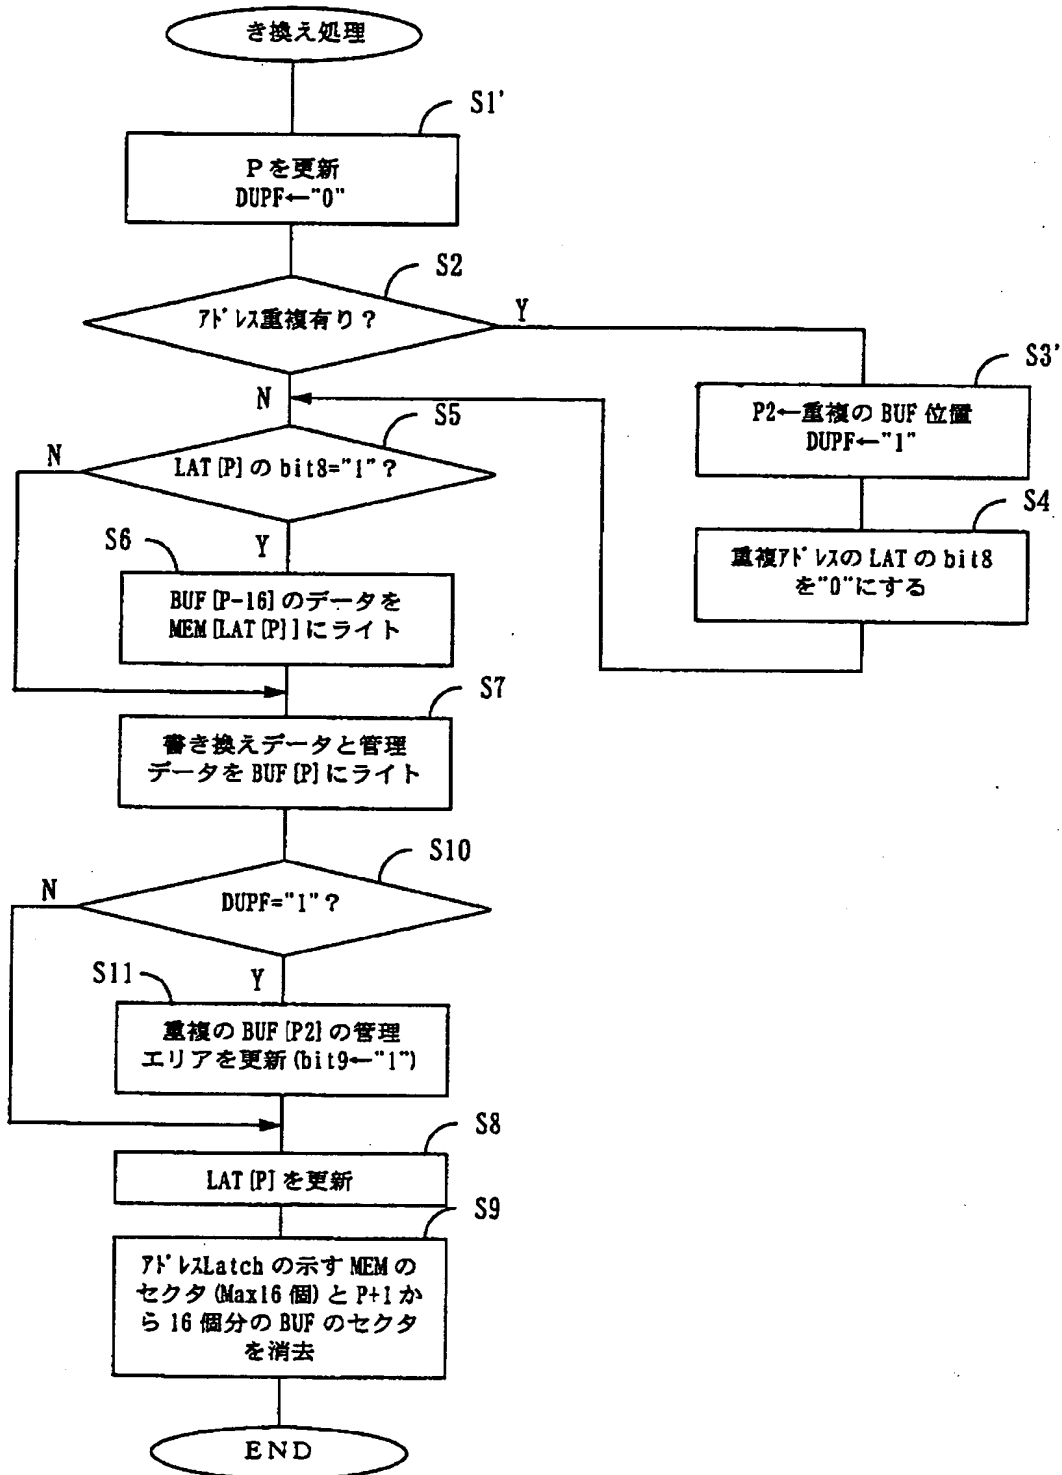 き換え処理
S1'
Pを更新
DUPF←"0"
S2
ｱﾄﾞﾚｽ重複有り？
Y
N
S3'
P2←重複の BUF 位置
DUPF←"1"
S4
重複ｱﾄﾞﾚｽの LAT の bit8
を"0"にする
S5
N
LAT[P] の bit8="1"？
S6
Y
BUF[P-16] のデータを
MEM[LAT[P]] にライト
S7
書き換えデータと管理
データを BUF[P] にライト
S10
N
DUPF="1"？
S11
Y
重複の BUF[P2] の管理
エリアを更新(bit9←"1")
S8
LAT[P] を更新
S9
ｱﾄﾞﾚｽLatch の示す MEM の
セクタ(Max16 個)と P+1 か
ら 16 個分の BUF のセクタ
を消去
END